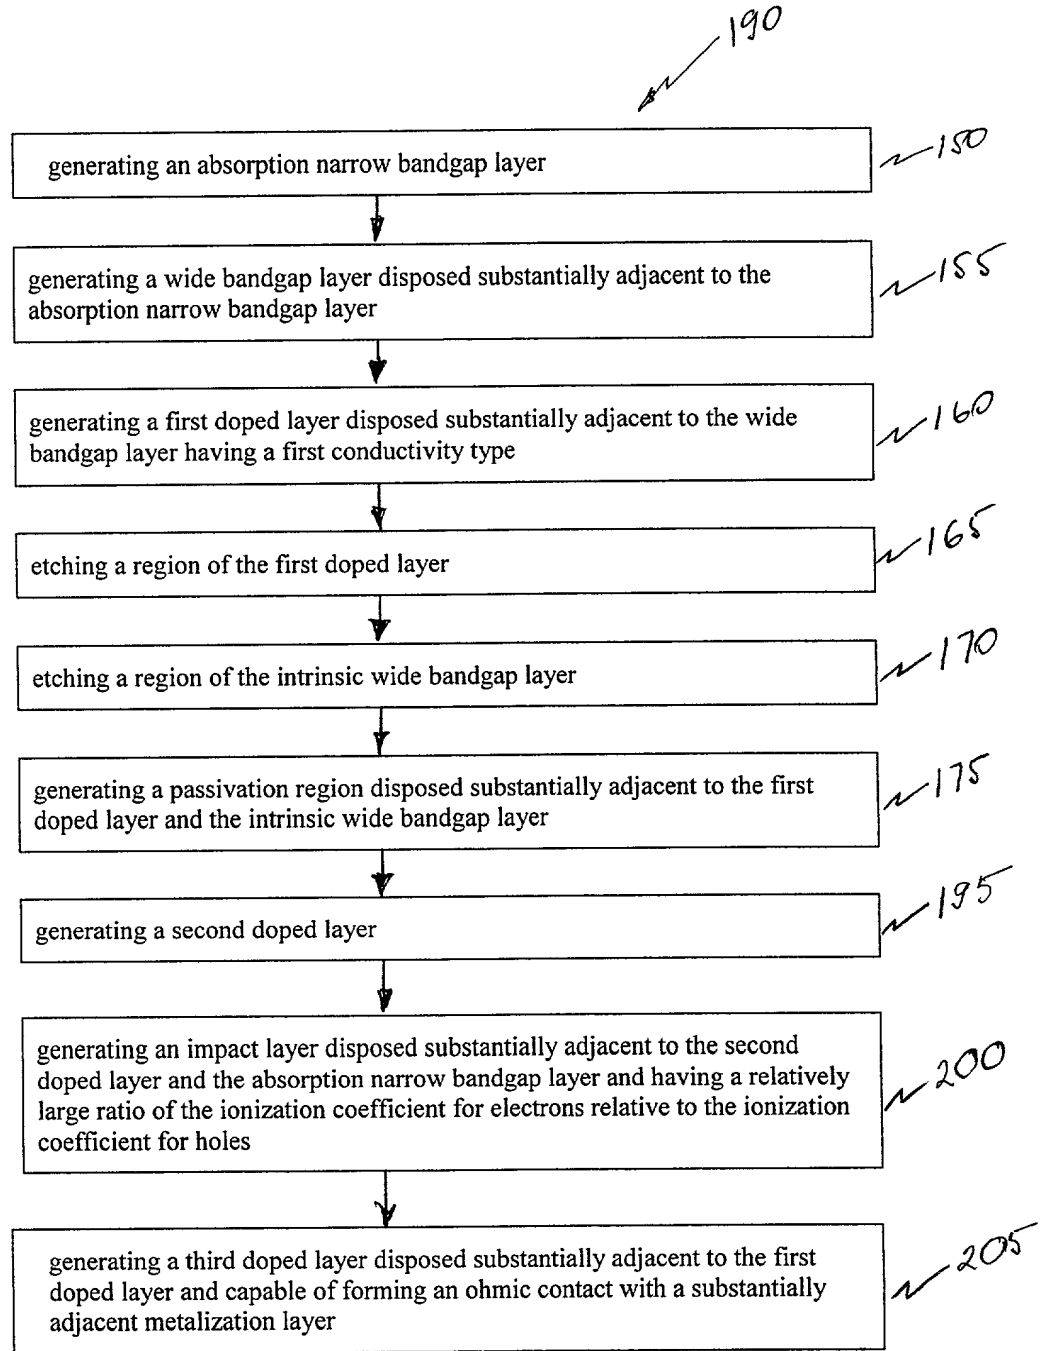 190
generating an absorption narrow bandgap layer
150
generating a wide bandgap layer disposed substantially adjacent to the
absorption narrow bandgap layer
155
generating a first doped layer disposed substantially adjacent to the wide
bandgap layer having a first conductivity type
160
etching a region of the first doped layer
165
etching a region of the intrinsic wide bandgap layer
170
generating a passivation region disposed substantially adjacent to the first
doped layer and the intrinsic wide bandgap layer
175
generating a second doped layer
195
generating an impact layer disposed substantially adjacent to the second
doped layer and the absorption narrow bandgap layer and having a relatively
large ratio of the ionization coefficient for electrons relative to the ionization
coefficient for holes
200
generating a third doped layer disposed substantially adjacent to the first
doped layer and capable of forming an ohmic contact with a substantially
adjacent metalization layer
205